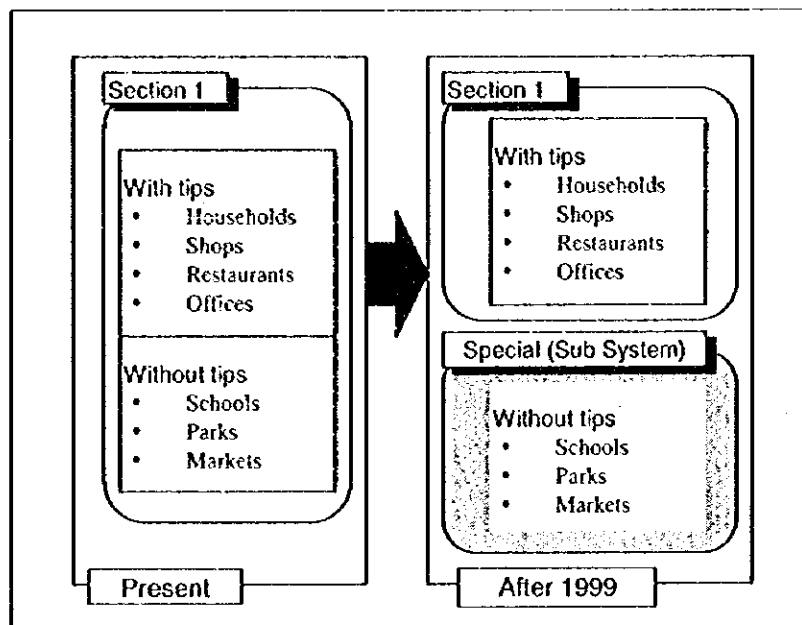 Section 1
With tips
• Households
• Shops
• Restaurants
• Offices
Without tips
• Schools
• Parks
• Markets
Present
Section 1
With tips
• Households
• Shops
• Restaurants
• Offices
Special (Sub System)
Without tips
• Schools
• Parks
• Markets
After 1999